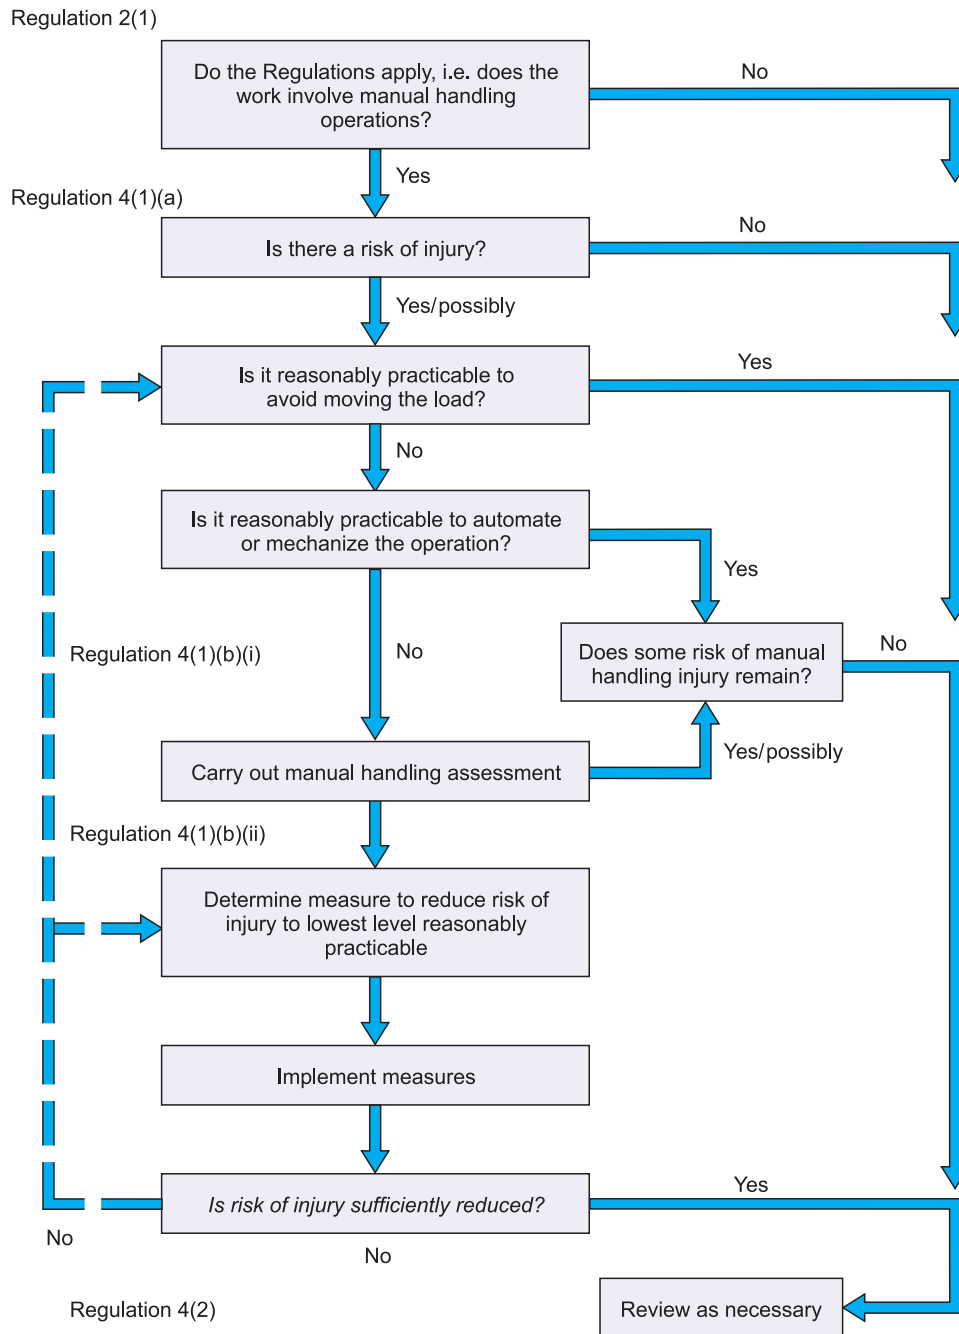 Regulation 2(1)
Do the Regulations apply, i.e. does the
work involve manual handling
operations?
No
Yes
Regulation 4(1)(a)
Is there a risk of injury?
No
Yes/possibly
Is it reasonably practicable to
avoid moving the load?
Yes
No
Is it reasonably practicable to automate
or mechanize the operation?
Yes
No
Regulation 4(1)(b)(i)
Does some risk of manual
handling injury remain?
No
Carry out manual handling assessment
Yes/possibly
Regulation 4(1)(b)(ii)
Determine measure to reduce risk of
injury to lowest level reasonably
practicable
Implement measures
Is risk of injury sufficiently reduced?
Yes
No
No
Regulation 4(2)
Review as necessary